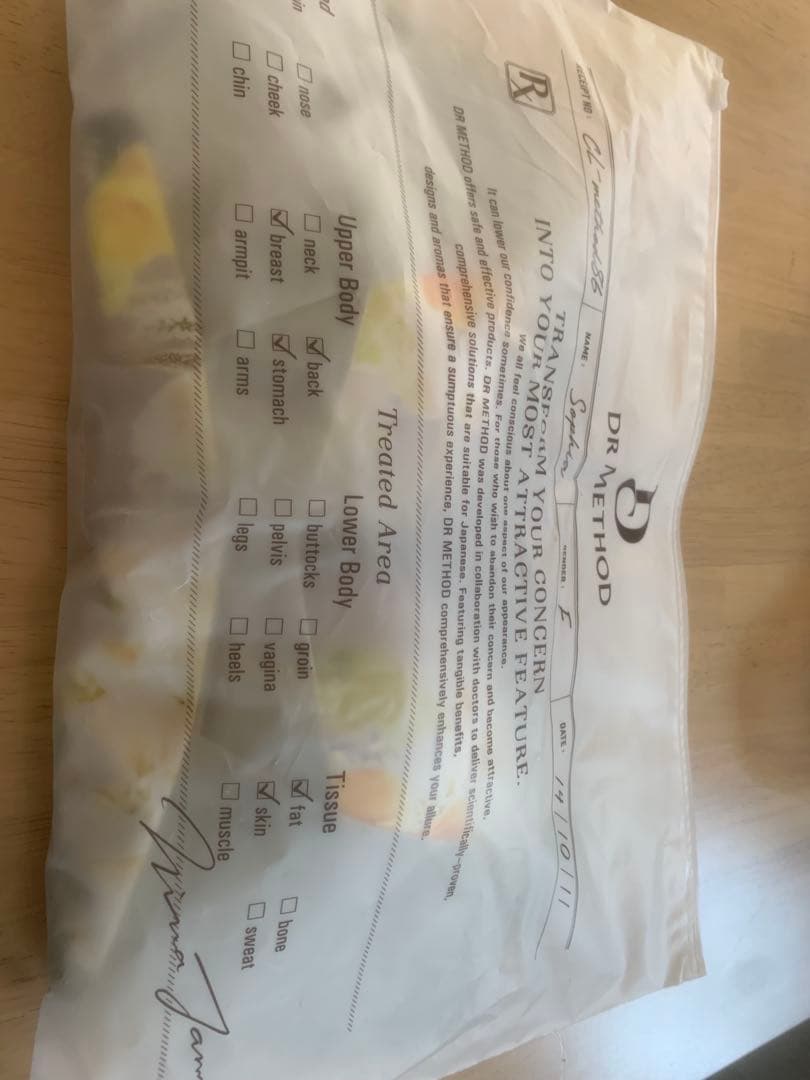 DR METHOD
RECEIPT NO : CL-method86 NAME : Sophia GENDER : F DATE : 14/10/11
Rx
TRANSFORM YOUR CONCERN
INTO YOUR MOST ATTRACTIVE FEATURE.
We all feel conscious about one aspect of our appearance.
It can lower our confidence sometimes. For those who wish to abandon their concern and become attractive.
DR METHOD offers safe and effective products. DR METHOD was developed in collaboration with doctors to deliver scientifically-proven,
comprehensive solutions that are suitable for Japanese. Featuring tangible benefits,
designs and aromas that ensure a sumptuous experience, DR METHOD comprehensively enhances your allure.
Treated Area
Upper Body Lower Body Tissue
☐ nose ☐ neck ☑ back ☐ buttocks ☐ groin ☑ fat ☐ bone
☐ cheek ☑ breast ☑ stomach ☐ pelvis ☐ vagina ☑ skin ☐ sweat
☐ chin ☐ armpit ☐ arms ☐ legs ☐ heels ☐ muscle